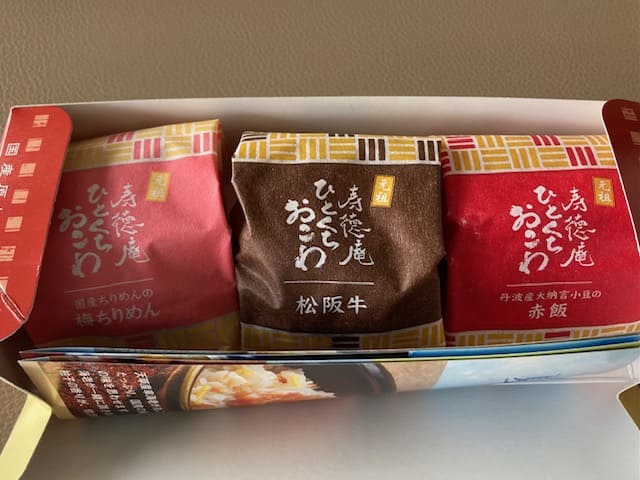 国産原
元祖
寿徳庵
ひとくち
おこわ
国産ちりめんの
梅ちりめん
元祖
寿徳庵
ひとくち
おこわ
松阪牛
元祖
寿徳庵
ひとくち
おこわ
丹波産大納言小豆の
赤飯